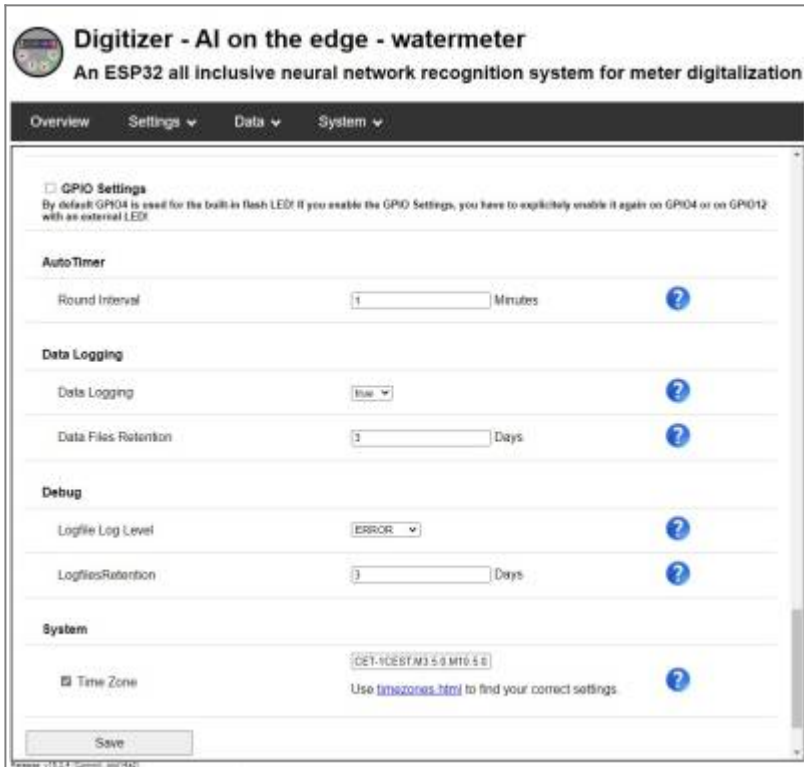 Digitizer - AI on the edge - watermeter
An ESP32 all inclusive neural network recognition system for meter digitalization
Overview Settings Data System
GPIO Settings
By default GPIO4 is used for the built-in flash LED! If you enable the GPIO Settings, you have to explicitely enable it again on GPIO4 or on GPIO12
with an external LED!
AutoTimer
Round Interval 1 Minutes
Data Logging
Data Logging true
Data Files Retention 3 Days
Debug
Logfile Log Level ERROR
LogfilesRetention 3 Days
System
CET-1CEST,M3.5.0,M10.5.0
Time Zone
Use timezones.html to find your correct settings
Save